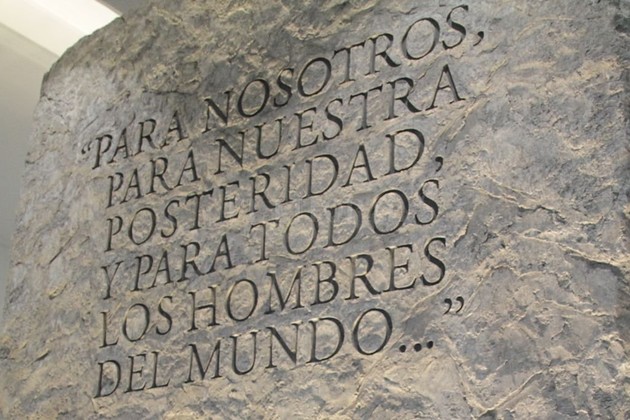 “PARA NOSOTROS,
PARA NUESTRA
POSTERIDAD,
Y PARA TODOS
LOS HOMBRES
DEL MUNDO...”